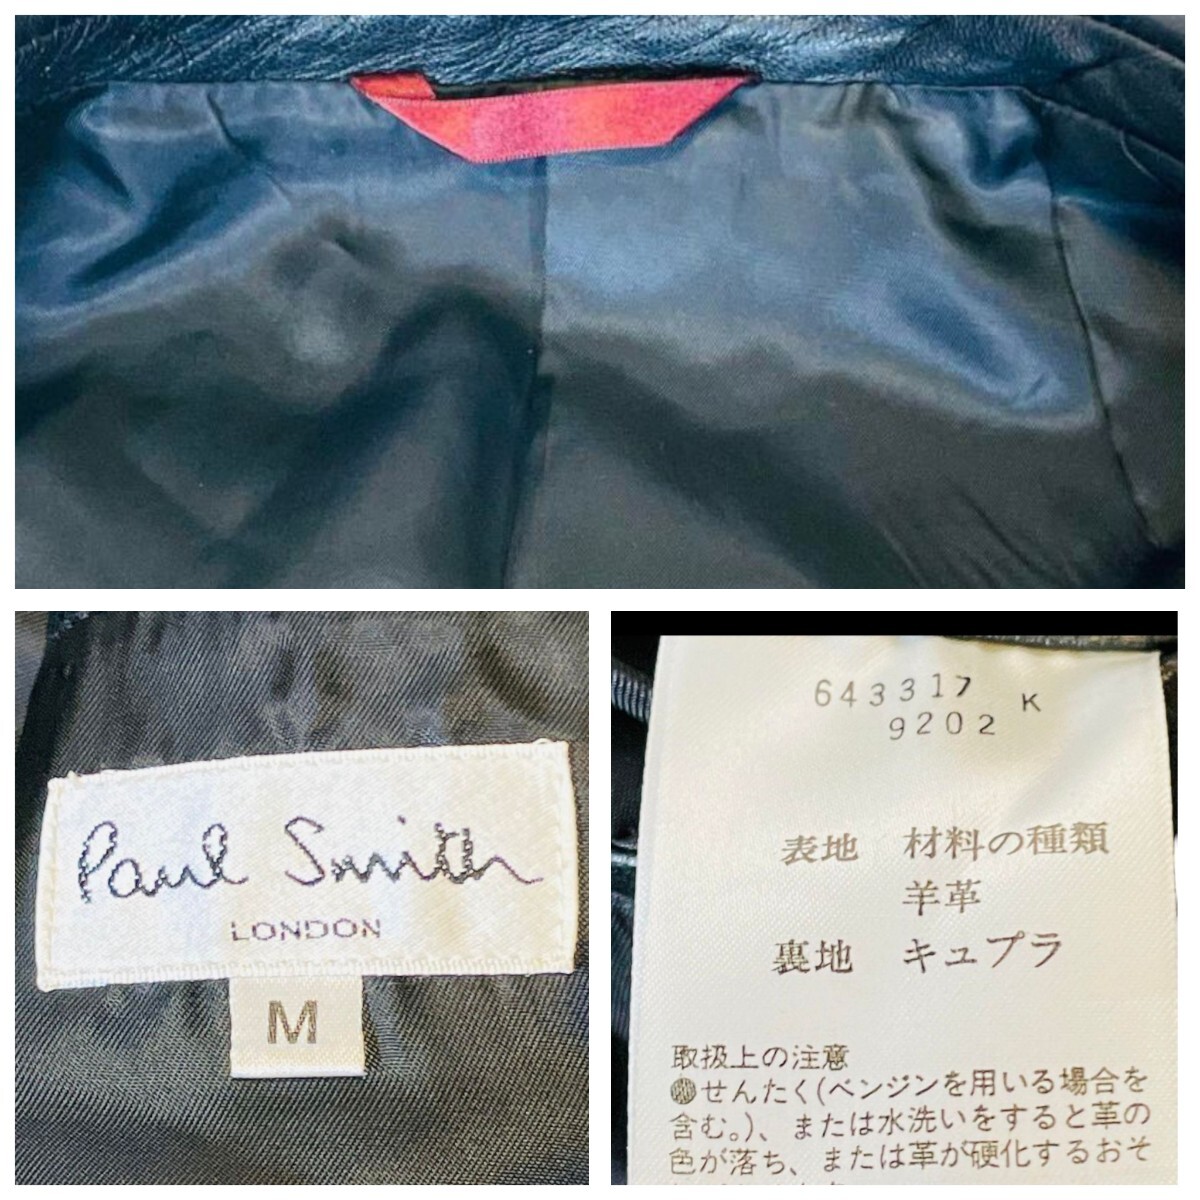 Paul Smith
LONDON
M
643317 K
9202
表地 材料の種類
羊革
裏地 キュプラ
取扱上の注意
●せんたく(ベンジンを用いる場合を
含む。)、または水洗いをすると革の
色が落ち、または革が硬化するおそ